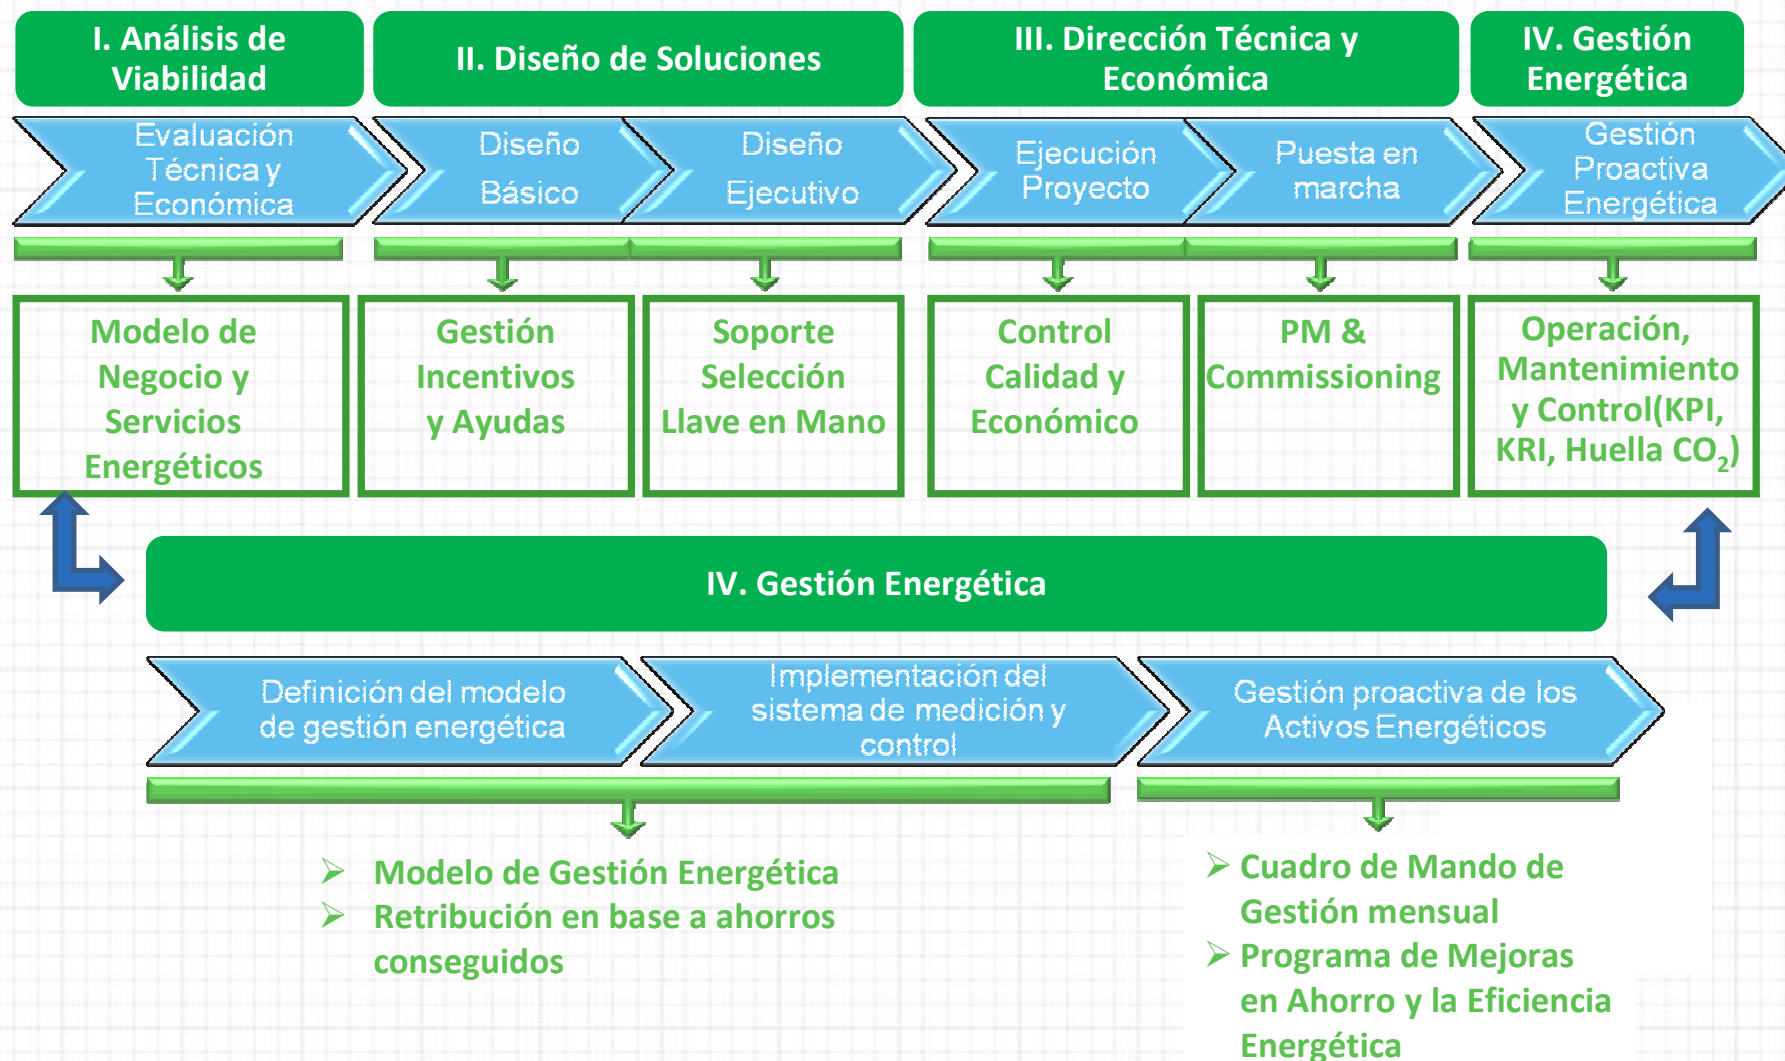 I. Análisis de
Viabilidad
II. Diseño de Soluciones
III. Dirección Técnica y
Económica
IV. Gestión
Energética
Evaluación
Técnica y
Económica
Diseño
Básico
Diseño
Ejecutivo
Ejecución
Proyecto
Puesta en
marcha
Gestión
Proactiva
Energética
Modelo de
Negocio y
Servicios
Energéticos
Gestión
Incentivos
y Ayudas
Soporte
Selección
Llave en Mano
Control
Calidad y
Económico
PM &
Commissioning
Operación,
Mantenimiento
y Control(KPI,
KRI, Huella CO₂)
IV. Gestión Energética
Definición del modelo
de gestión energética
Implementación del
sistema de medición y
control
Gestión proactiva de los
Activos Energéticos
➢ Modelo de Gestión Energética
➢ Retribución en base a ahorros
conseguidos
➢ Cuadro de Mando de
Gestión mensual
➢ Programa de Mejoras
en Ahorro y la Eficiencia
Energética